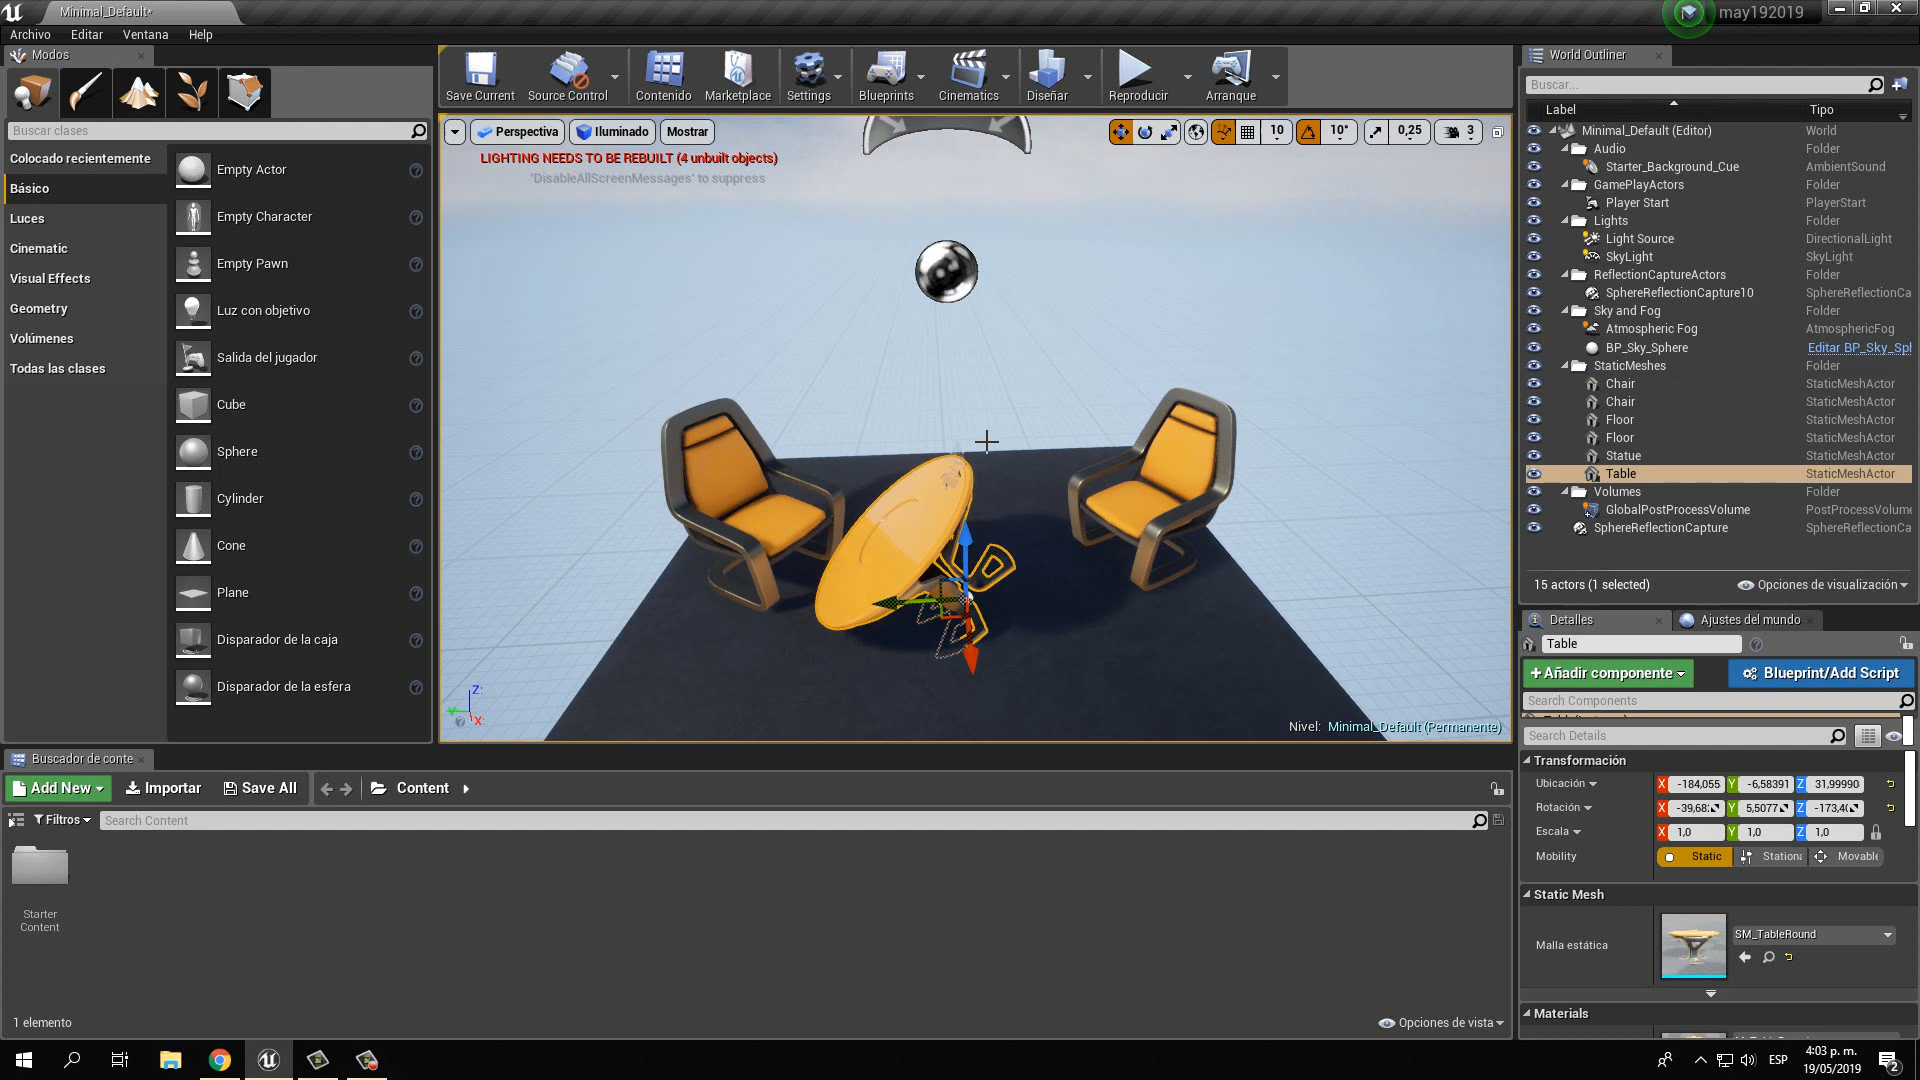 Minimal_Default*
may192019
Archivo Editar Ventana Help
Modos
Buscar clases
Colocado recientemente
Básico
Luces
Cinematic
Visual Effects
Geometry
Volúmenes
Todas las clases
Empty Actor
Empty Character
Empty Pawn
Luz con objetivo
Salida del jugador
Cube
Sphere
Cylinder
Cone
Plane
Disparador de la caja
Disparador de la esfera
Save Current Source Control Contenido Marketplace Settings Blueprints Cinematics Diseñar Reproducir Arranque
Perspectiva Iluminado Mostrar 10 10° 0,25 3
LIGHTING NEEDS TO BE REBUILT (4 unbuilt objects)
'DisableAllScreenMessages' to suppress
Z:
Y
X:
Nivel: Minimal_Default (Permanente)
World Outliner
Buscar...
Label Tipo
Minimal_Default (Editor) World
Audio Folder
Starter_Background_Cue AmbientSound
GamePlayActors Folder
Player Start PlayerStart
Lights Folder
Light Source DirectionalLight
SkyLight SkyLight
ReflectionCaptureActors Folder
SphereReflectionCapture10 SphereReflectionCa
Sky and Fog Folder
Atmospheric Fog AtmosphericFog
BP_Sky_Sphere Editar BP_Sky_Spl
StaticMeshes Folder
Chair StaticMeshActor
Chair StaticMeshActor
Floor StaticMeshActor
Floor StaticMeshActor
Statue StaticMeshActor
Table StaticMeshActor
Volumes Folder
GlobalPostProcessVolume PostProcessVolume
SphereReflectionCapture SphereReflectionCa
15 actors (1 selected) Opciones de visualización
Detalles Ajustes del mundo
Table
+Añadir componente Blueprint/Add Script
Search Components
Search Details
Transformación
Ubicación X -184,055 Y -6,58391 Z 31,99990
Rotación X -39,68 Y 5,5077 Z -173,4
Escala X 1,0 Y 1,0 Z 1,0
Mobility Static Stationa Movable
Static Mesh
Malla estática SM_TableRound
Materials
Buscador de conte
Add New Importar Save All Content
Filtros Search Content
Starter
Content
1 elemento Opciones de vista
ESP
4:03 p. m.
19/05/2019
2